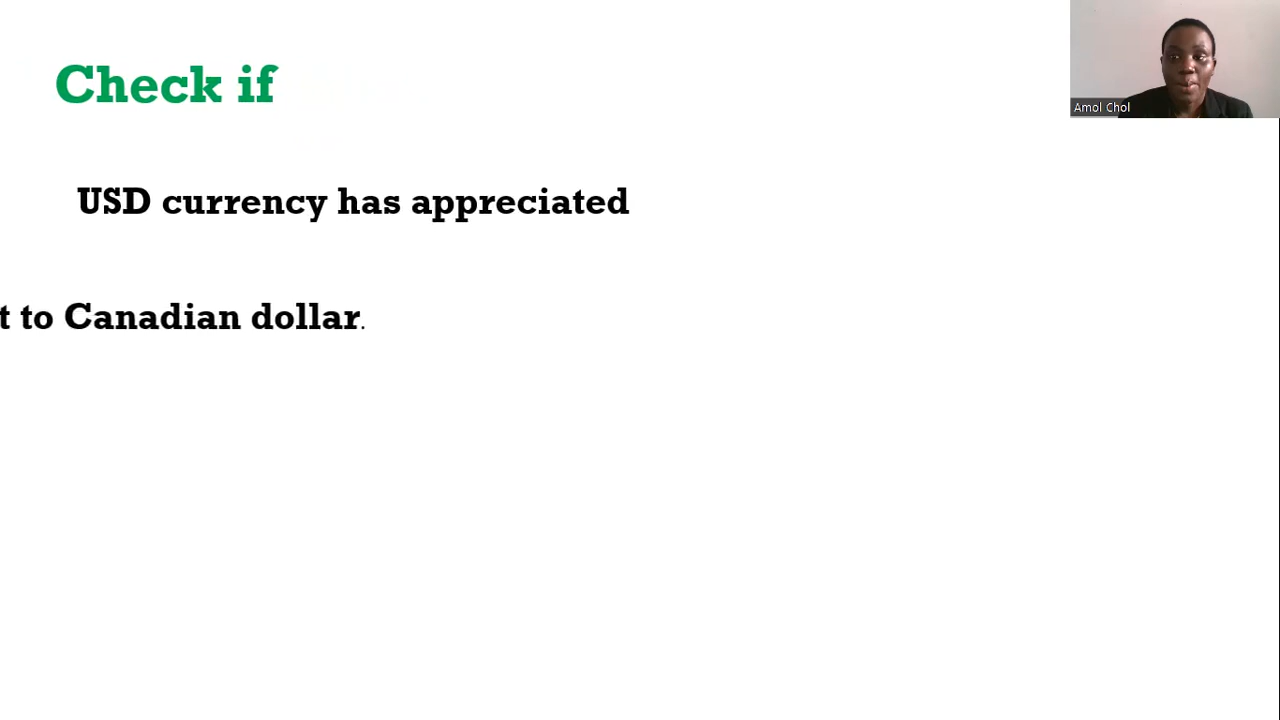 Check if
Amol Chol
USD currency has appreciated
t to Canadian dollar.